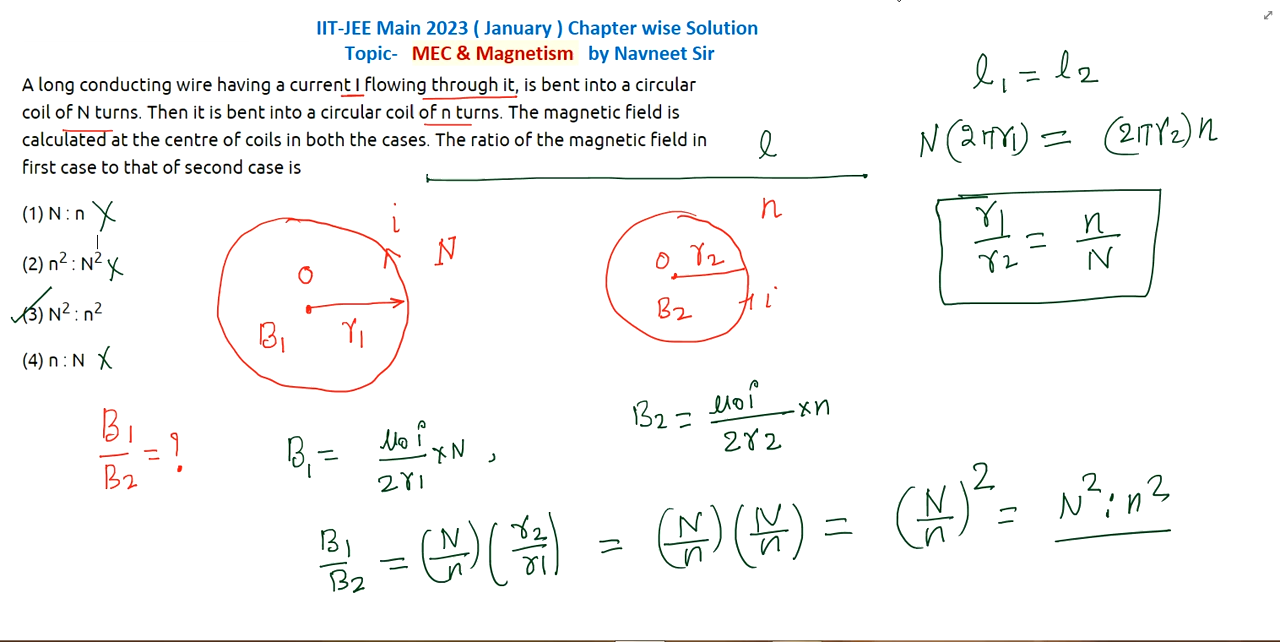 IIT-JEE Main 2023 ( January ) Chapter wise Solution
Topic- MEC & Magnetism by Navneet Sir
A long conducting wire having a current I flowing through it, is bent into a circular
coil of N turns. Then it is bent into a circular coil of n turns. The magnetic field is
calculated at the centre of coils in both the cases. The ratio of the magnetic field in
first case to that of second case is
l₁ = l₂
N(2πr₁) = (2πr₂)n
r₁/r₂ = n/N
l
(1) N : n X
(2) n² : N² X
(3) N² : n² ✓
(4) n : N X
i
N
O
B₁ r₁
n
O r₂
B₂ i
B₁/B₂ = ?
B₁ = μ₀i/2r₁ × N ,
B₂ = μ₀i/2r₂ × n
B₁/B₂ = (N/n)(r₂/r₁) = (N/n)(N/n) = (N/n)² = N² : n²